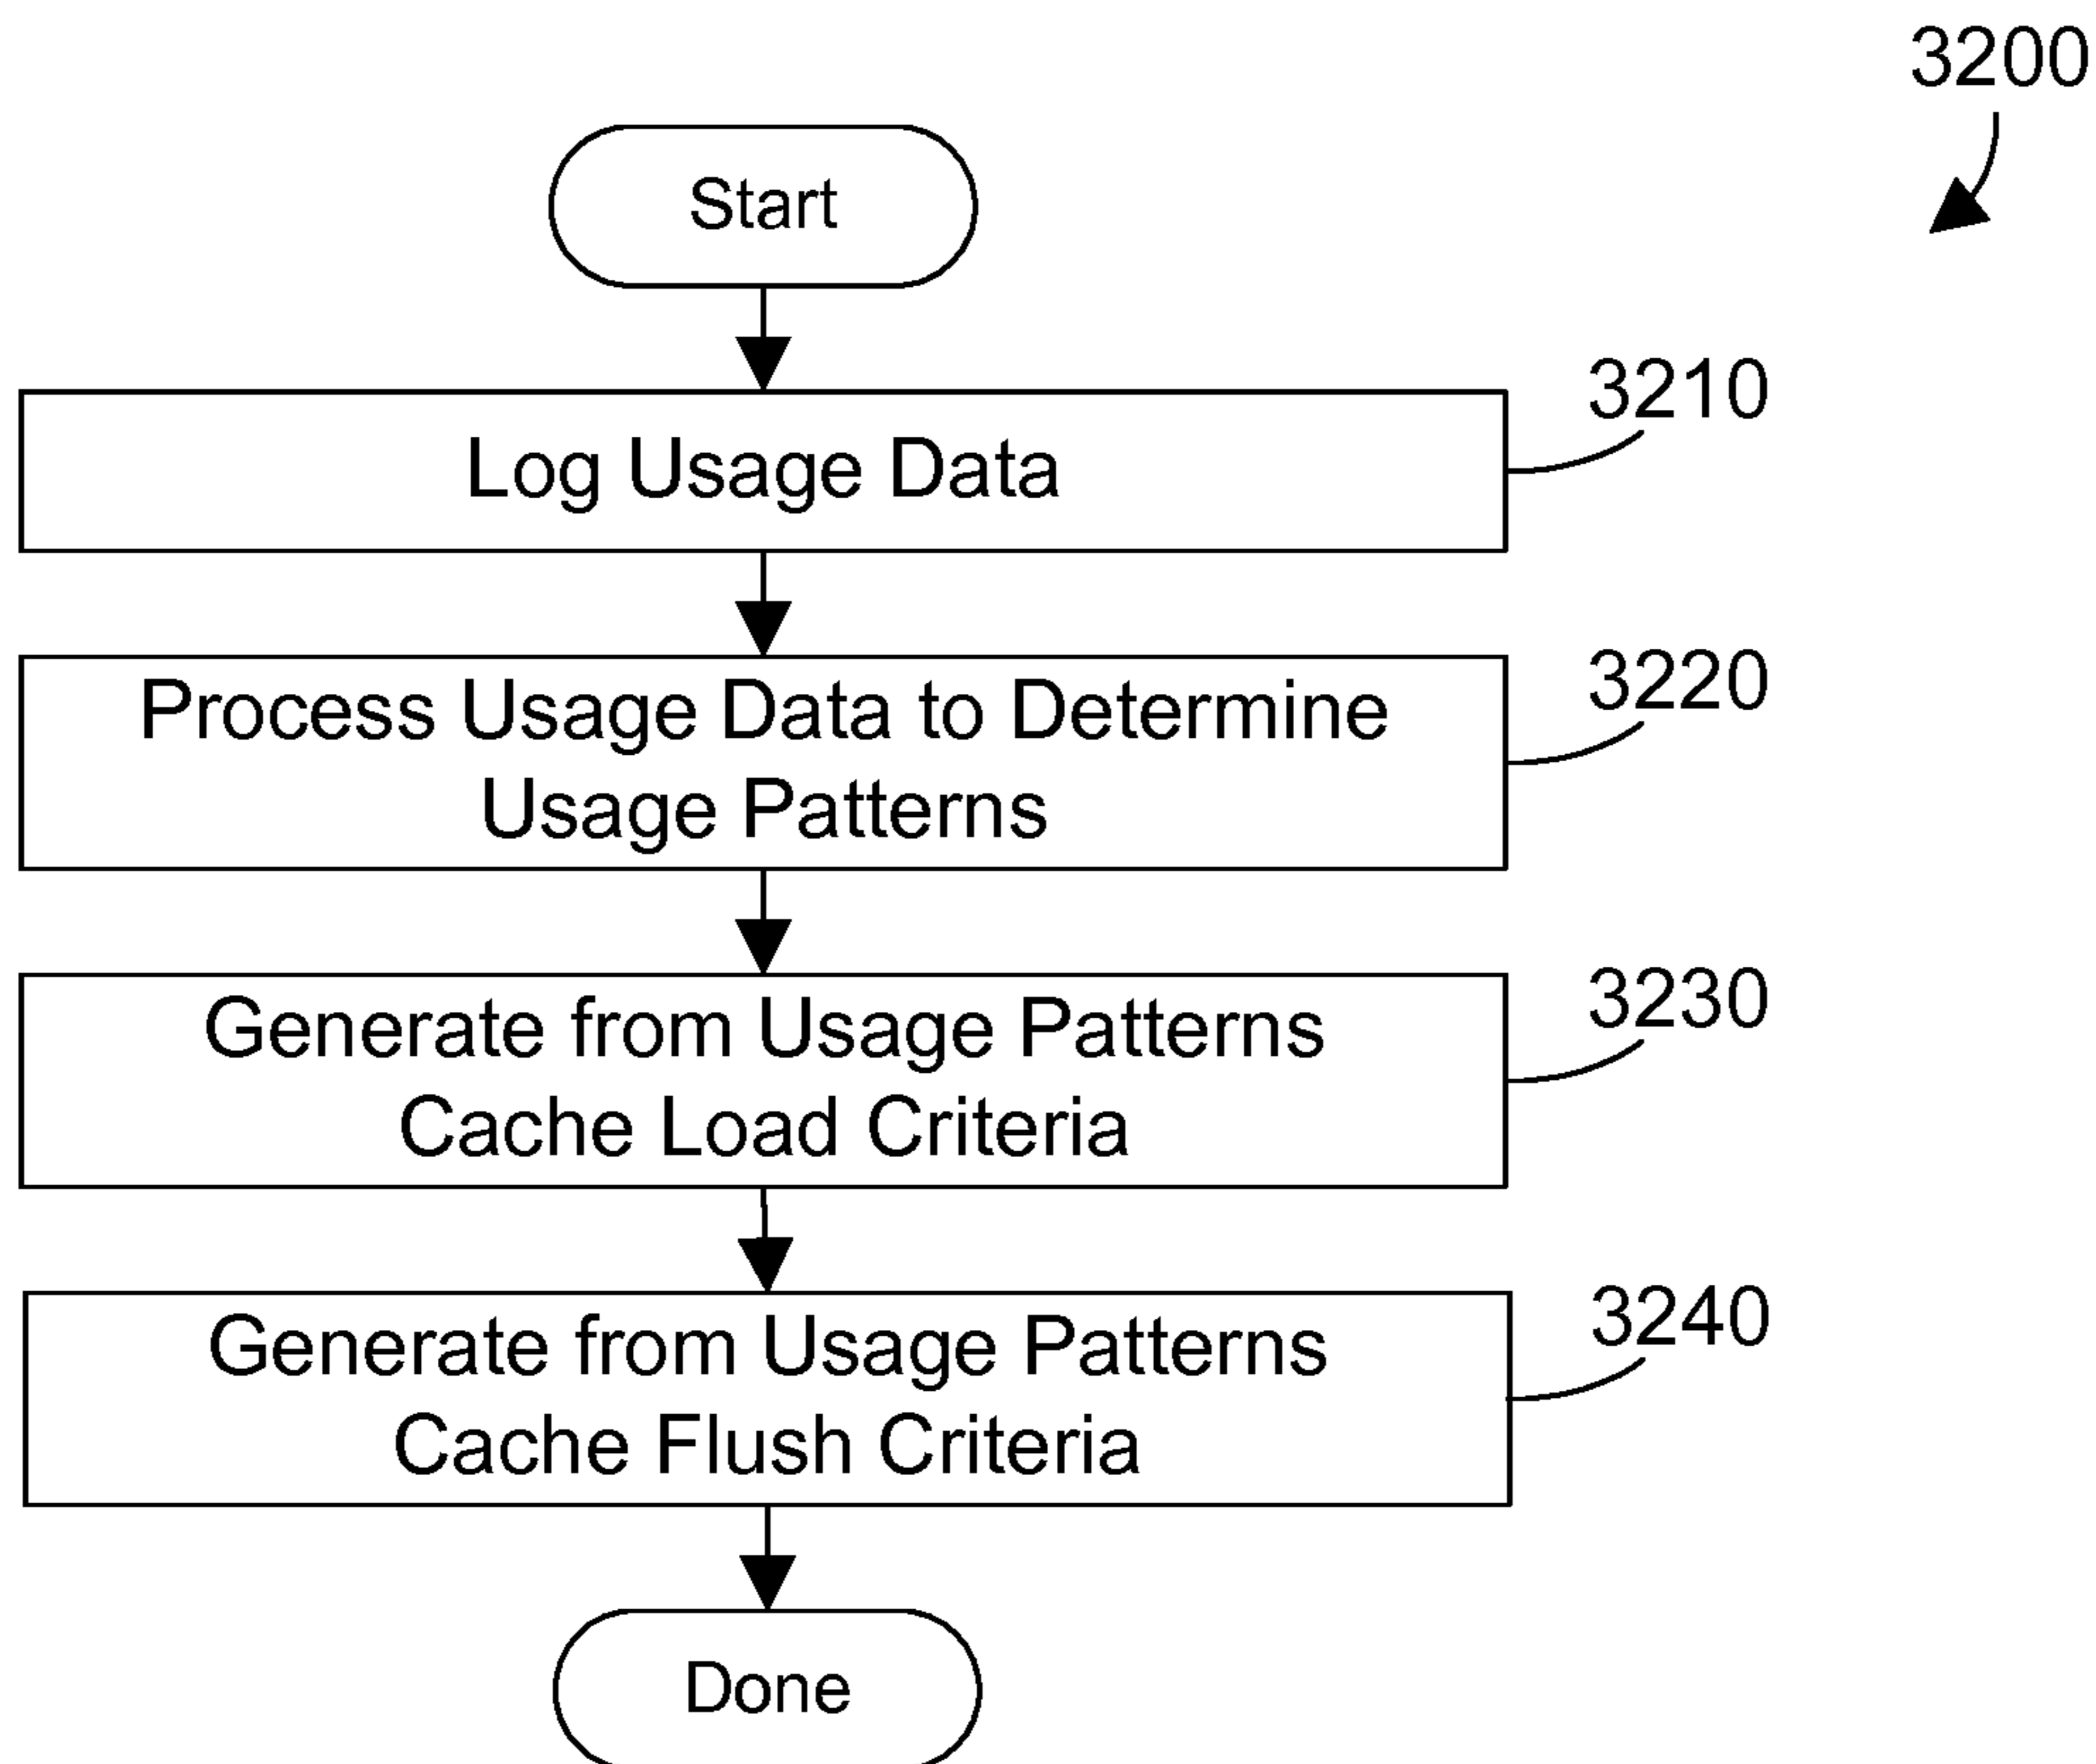 3200
Start
3210
Log Usage Data
3220
Process Usage Data to Determine
Usage Patterns
3230
Generate from Usage Patterns
Cache Load Criteria
3240
Generate from Usage Patterns
Cache Flush Criteria
Done